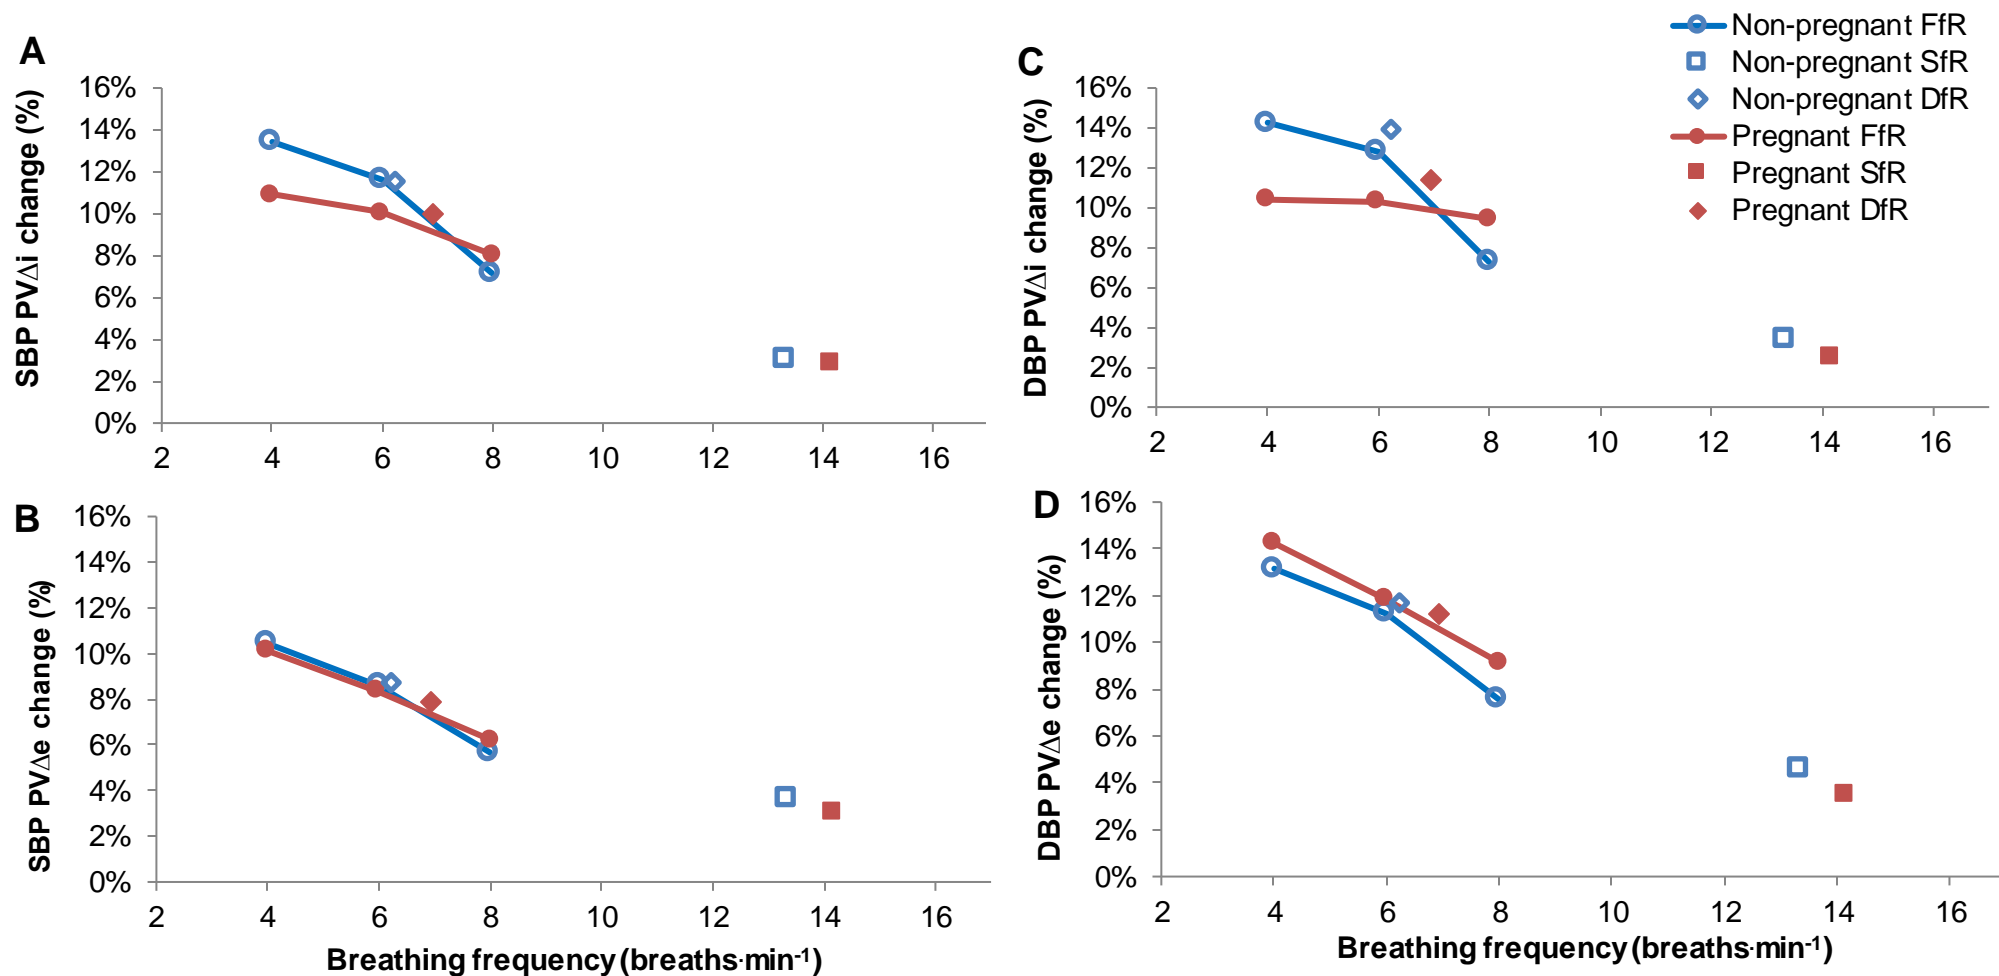 A
SBP PV∆i change (%)
16%
14%
12%
10%
8%
6%
4%
2%
0%
2 4 6 8 10 12 14 16
B
SBP PV∆e change (%)
16%
14%
12%
10%
8%
6%
4%
2%
0%
2 4 6 8 10 12 14 16
Breathing frequency (breaths·min⁻¹)
C
DBP PV∆i change (%)
16%
14%
12%
10%
8%
6%
4%
2%
0%
2 4 6 8 10 12 14 16
Non-pregnant FfR
Non-pregnant SfR
Non-pregnant DfR
Pregnant FfR
Pregnant SfR
Pregnant DfR
D
DBP PV∆e change (%)
16%
14%
12%
10%
8%
6%
4%
2%
0%
2 4 6 8 10 12 14 16
Breathing frequency (breaths·min⁻¹)